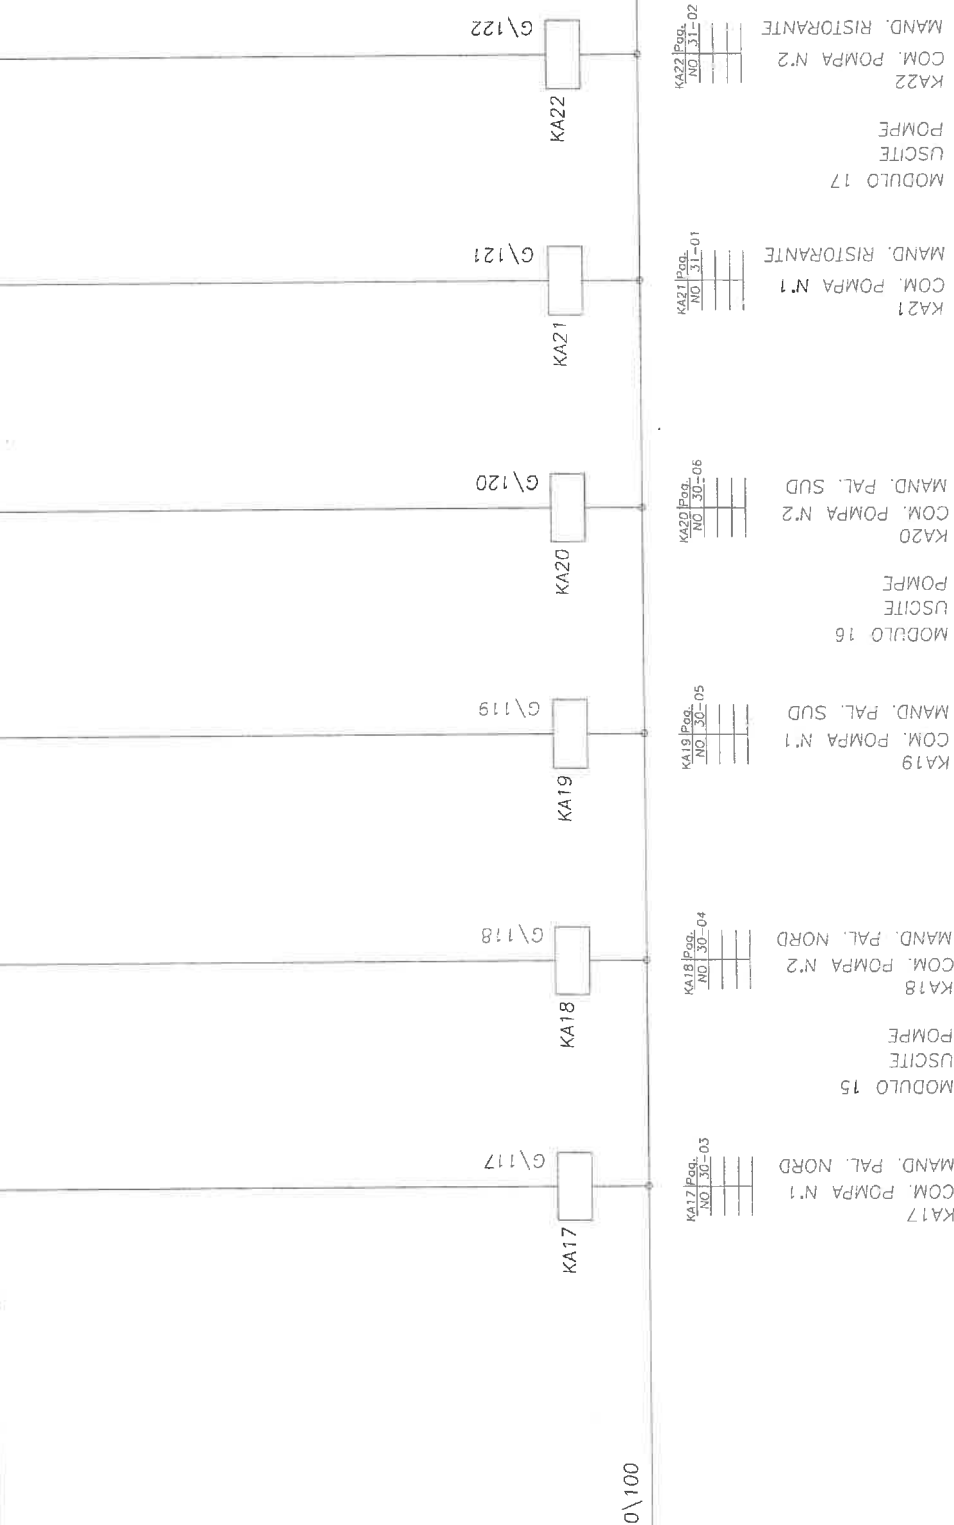 0\100
G\117
KA17
KA17 Pag.
NO 30-03
KA17
COM. POMPA N°1
MAND. PAL. NORD
MODULO 15
USCITE
POMPE
G\118
KA18
KA18 Pag.
NO 30-04
KA18
COM. POMPA N°2
MAND. PAL. NORD
G\119
KA19
KA19 Pag.
NO 30-05
KA19
COM. POMPA N°1
MAND. PAL. SUD
MODULO 16
USCITE
POMPE
G\120
KA20
KA20 Pag.
NO 30-06
KA20
COM. POMPA N°2
MAND. PAL. SUD
G\121
KA21
KA21 Pag.
NO 31-01
KA21
COM. POMPA N°1
MAND. RISTORANTE
MODULO 17
USCITE
POMPE
G\122
KA22
KA22 Pag.
NO 31-02
KA22
COM. POMPA N°2
MAND. RISTORANTE